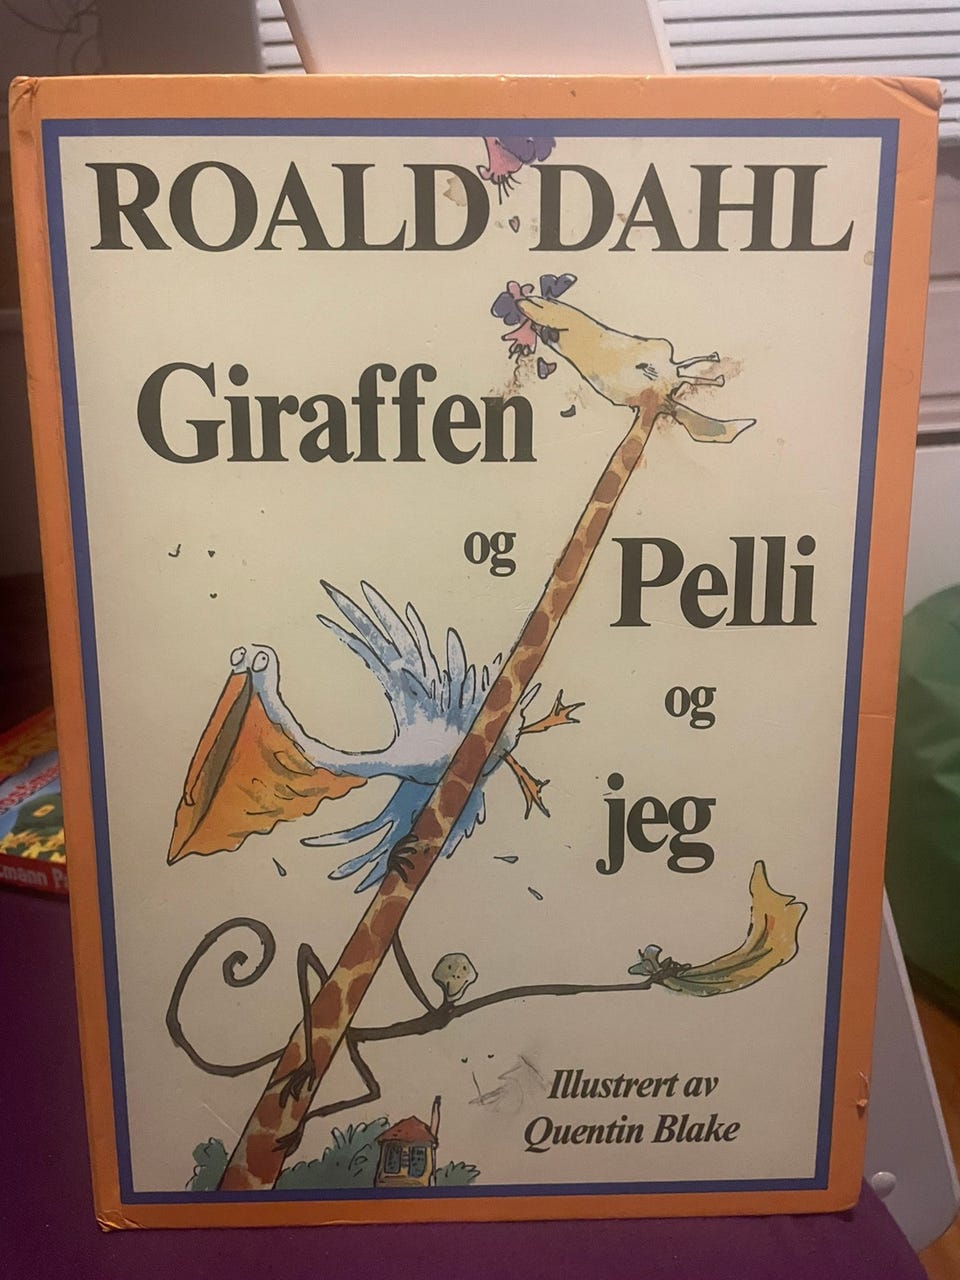 ROALD DAHL
Giraffen
og
Pelli
og
jeg
Illustrert av
Quentin Blake